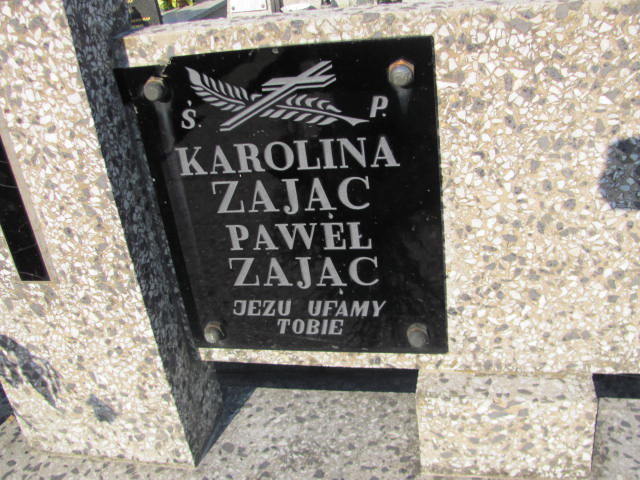 Ś. P.
KAROLINA
ZAJĄC
PAWEŁ
ZAJĄC
JEZU UFAMY
TOBIE